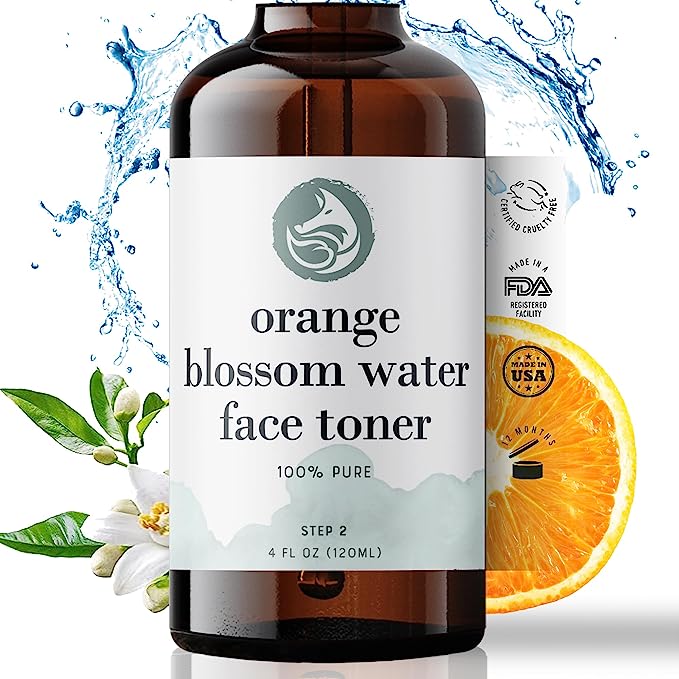 orange
blossom water
face toner
100% PURE
STEP 2
4 FL OZ (120ML)
CERTIFIED CRUELTY FREE
MADE IN A
FDA
REGISTERED
FACILITY
MADE IN
USA
12 MONTHS